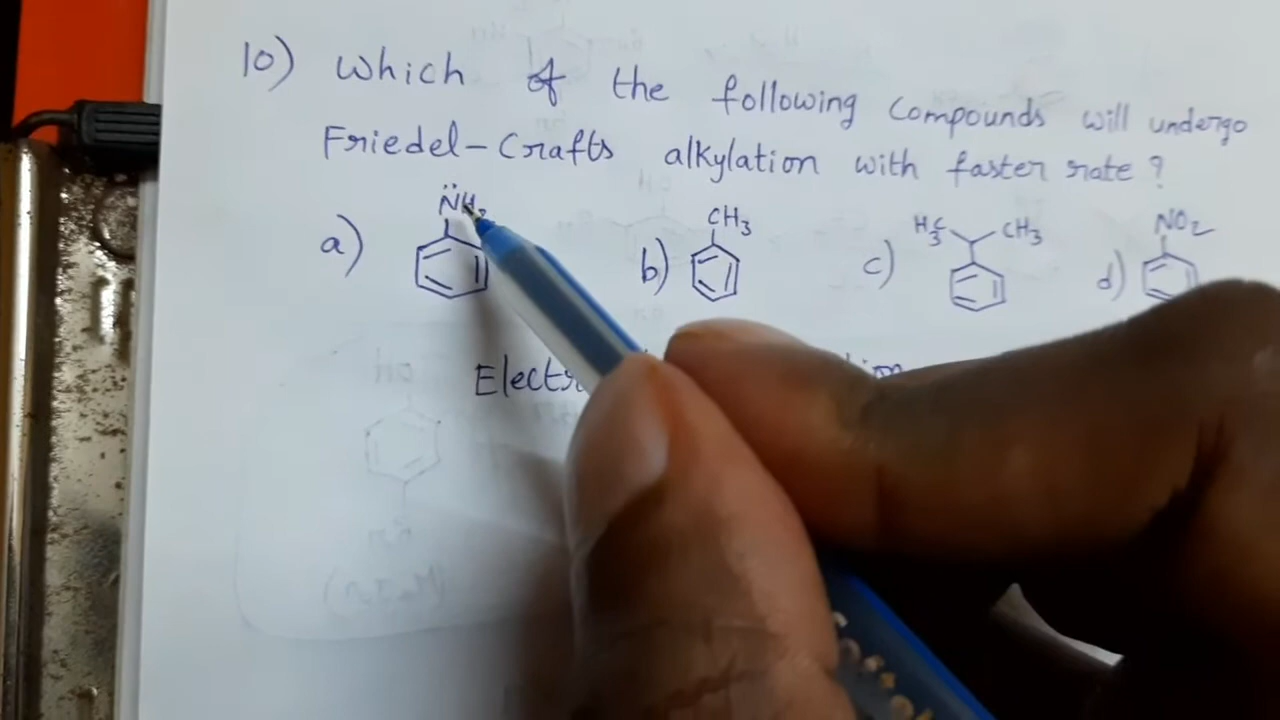 10) Which of the following Compounds will undergo
Friedel-Crafts alkylation with faster rate?
a) NH₂ b) CH₃ c) H₃C CH₃ d) NO₂